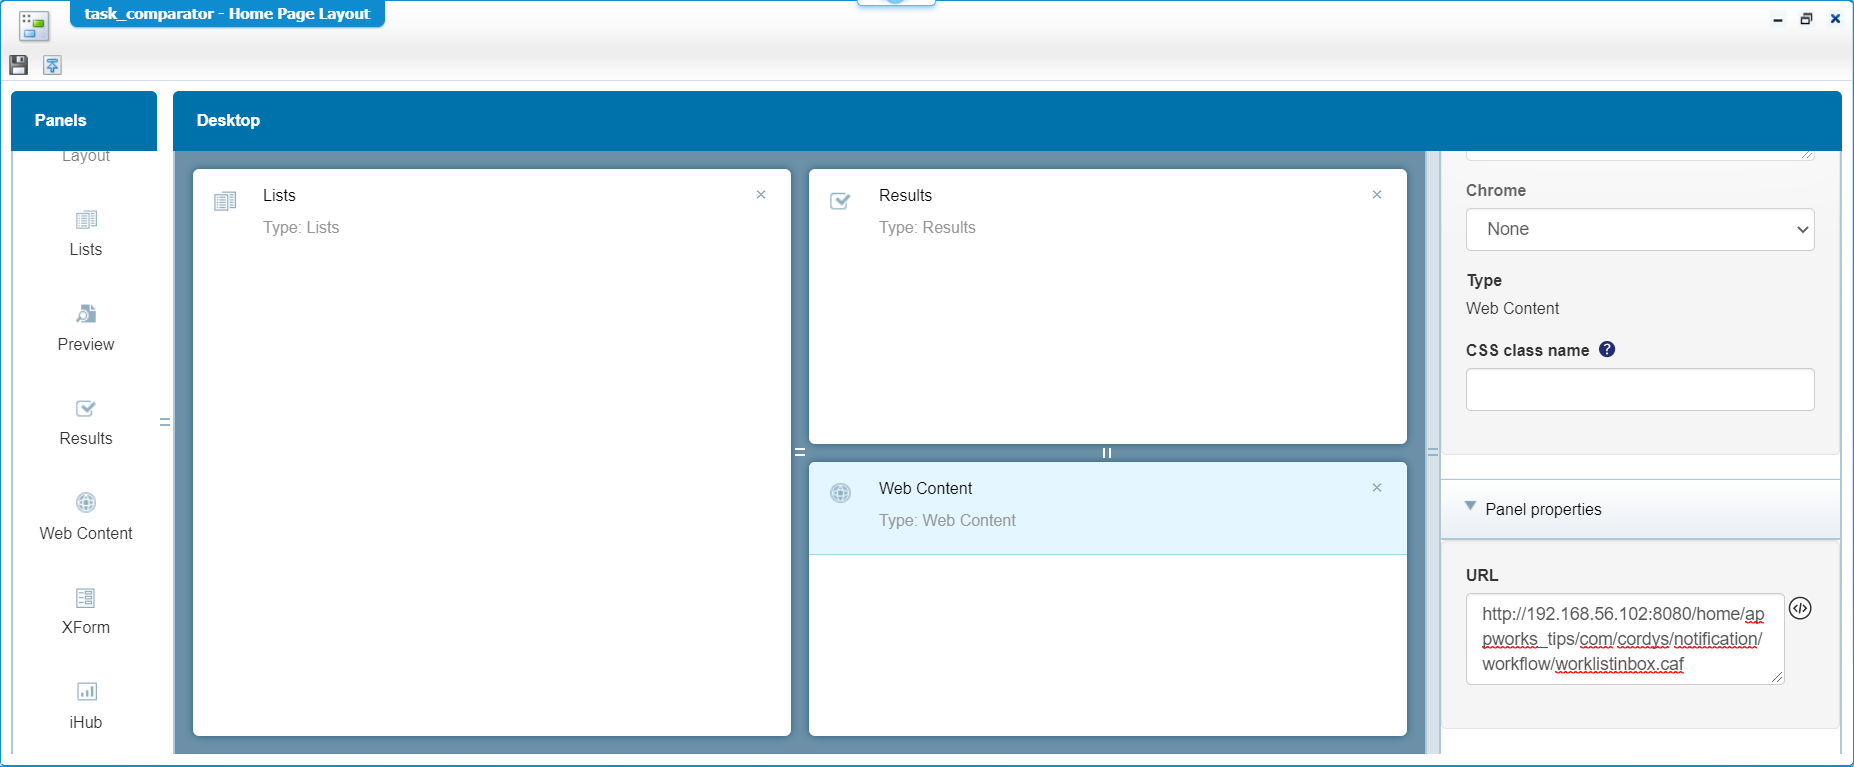 task_comparator - Home Page Layout
Panels
Desktop
Layout
Lists
Preview
Results
Web Content
XForm
iHub
Lists
Type: Lists
Results
Type: Results
Web Content
Type: Web Content
Chrome
None
Type
Web Content
CSS class name ?
Panel properties
URL
http://192.168.56.102:8080/home/ap
pworks_tips/com/cordys/notification/
workflow/worklistinbox.caf